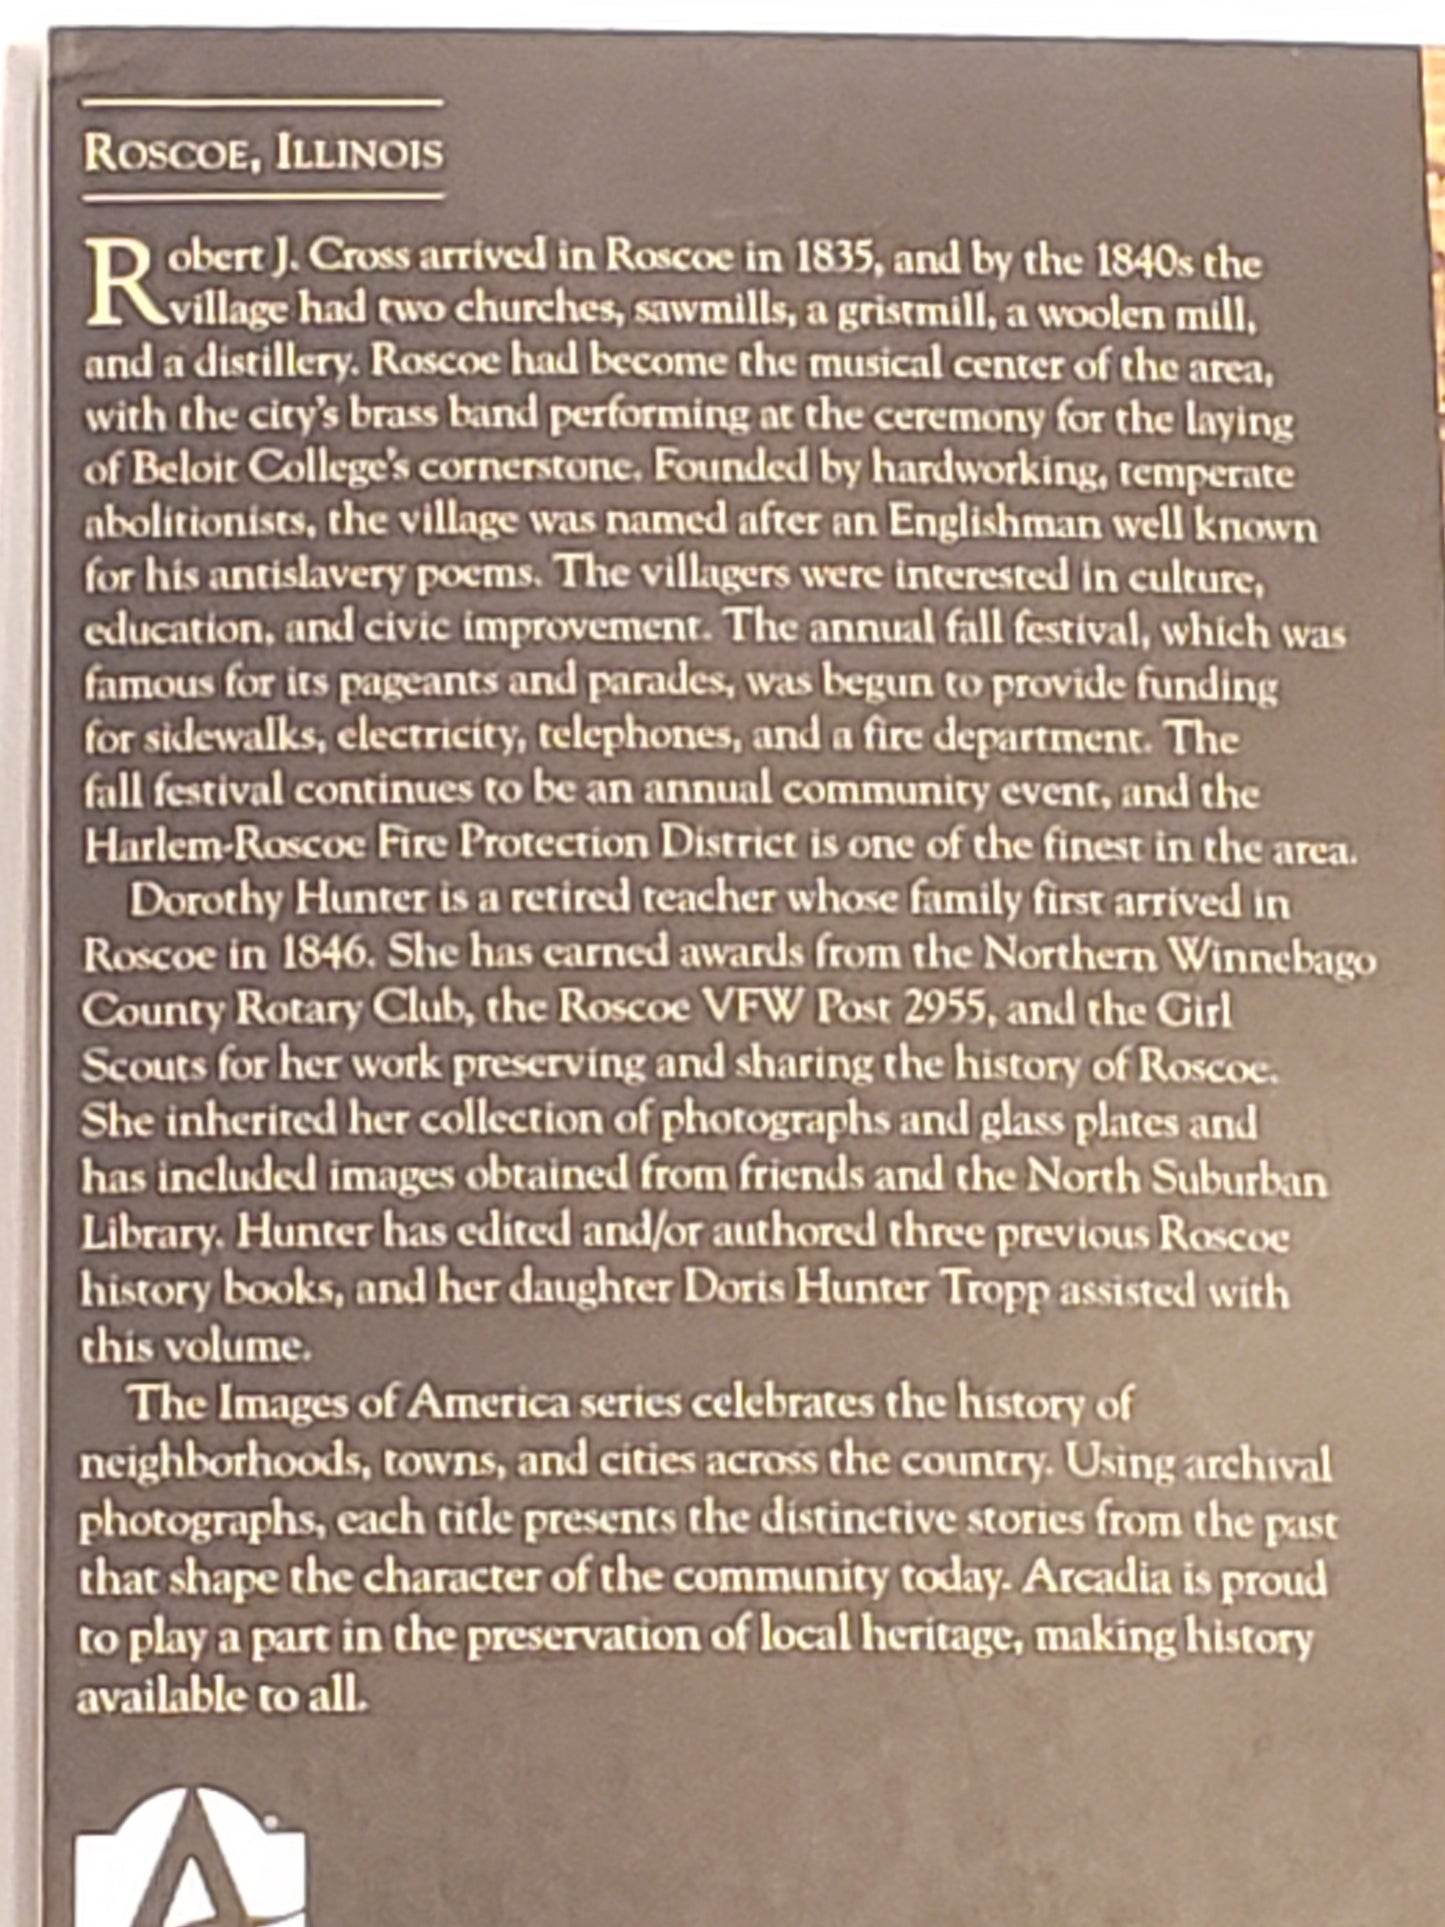 ROSCOE, ILLINOIS
Robert J. Cross arrived in Roscoe in 1835, and by the 1840s the
village had two churches, sawmills, a gristmill, a woolen mill,
and a distillery. Roscoe had become the musical center of the area,
with the city's brass band performing at the ceremony for the laying
of Beloit College's cornerstone. Founded by hardworking, temperate
abolitionists, the village was named after an Englishman well known
for his antislavery poems. The villagers were interested in culture,
education, and civic improvement. The annual fall festival, which was
famous for its pageants and parades, was begun to provide funding
for sidewalks, electricity, telephones, and a fire department. The
fall festival continues to be an annual community event, and the
Harlem-Roscoe Fire Protection District is one of the finest in the area.
Dorothy Hunter is a retired teacher whose family first arrived in
Roscoe in 1846. She has earned awards from the Northern Winnebago
County Rotary Club, the Roscoe VFW Post 2955, and the Girl
Scouts for her work preserving and sharing the history of Roscoe.
She inherited her collection of photographs and glass plates and
has included images obtained from friends and the North Suburban
Library. Hunter has edited and/or authored three previous Roscoe
history books, and her daughter Doris Hunter Tropp assisted with
this volume.
The Images of America series celebrates the history of
neighborhoods, towns, and cities across the country. Using archival
photographs, each title presents the distinctive stories from the past
that shape the character of the community today. Arcadia is proud
to play a part in the preservation of local heritage, making history
available to all.
A